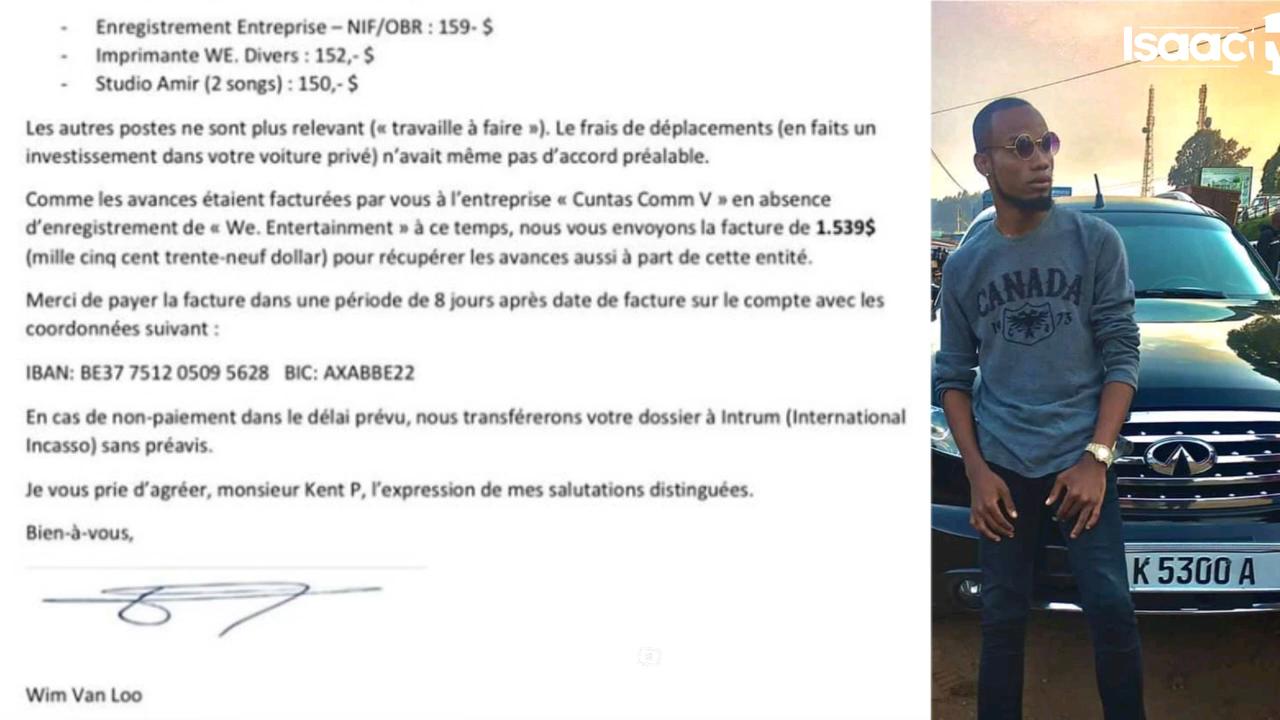 - Enregistrement Entreprise – NIF/OBR : 159- $
- Imprimante WE. Divers : 152,- $
- Studio Amir (2 songs) : 150,- $
Les autres postes ne sont plus relevant (« travaille à faire »). Le frais de déplacements (en faits un
investissement dans votre voiture privé) n’avait même pas d’accord préalable.
Comme les avances étaient facturées par vous à l’entreprise « Cuntas Comm V » en absence
d’enregistrement de « We. Entertainment » à ce temps, nous vous envoyons la facture de 1.539$
(mille cinq cent trente-neuf dollar) pour récupérer les avances aussi à part de cette entité.
Merci de payer la facture dans une période de 8 jours après date de facture sur le compte avec les
coordonnées suivant :
IBAN: BE37 7512 0509 5628 BIC: AXABBE22
En cas de non-paiement dans le délai prévu, nous transférerons votre dossier à Intrum (International
Incasso) sans préavis.
Je vous prie d’agréer, monsieur Kent P, l’expression de mes salutations distinguées.
Bien-à-vous,
Wim Van Loo
Isaac tv
CANADA
19 73
K 5300 A